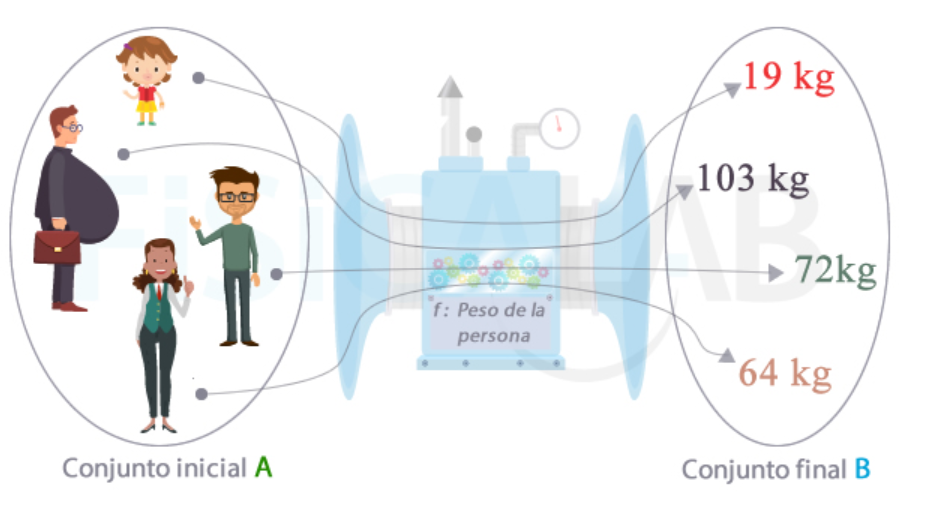 19 kg
103 kg
72kg
64 kg
f: Peso de la
persona
Conjunto inicial A
Conjunto final B
FISICALAB